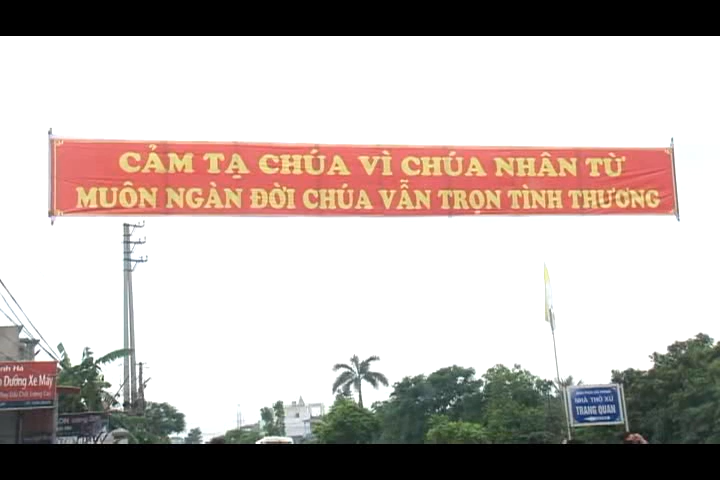 CẢM TẠ CHÚA VÌ CHÚA NHÂN TỪ
MUÔN NGÀN ĐỜI CHÚA VẪN TRỌN TÌNH THƯƠNG
Dưỡng Xe Máy
NHÀ THỜ XỨ
TRANG QUAN